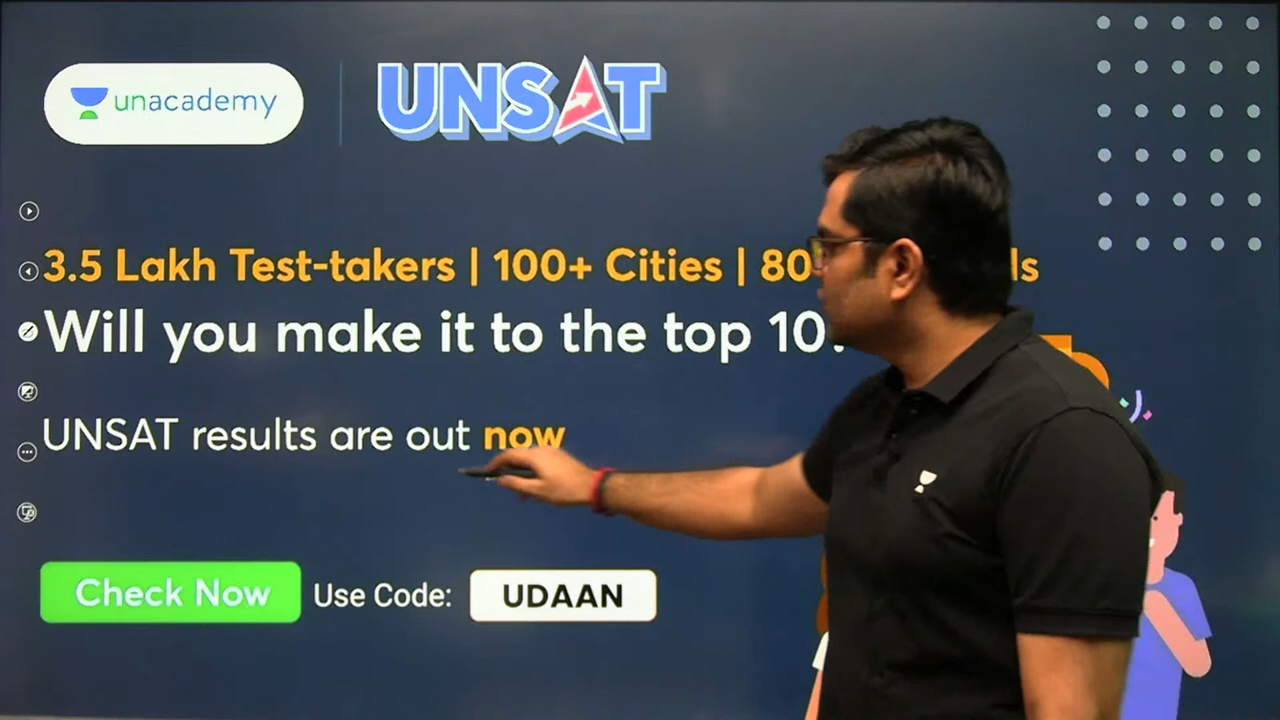 unacademy
UNSAT
3.5 Lakh Test-takers | 100+ Cities | 80
Will you make it to the top 10?
UNSAT results are out now
Check Now
Use Code:
UDAAN